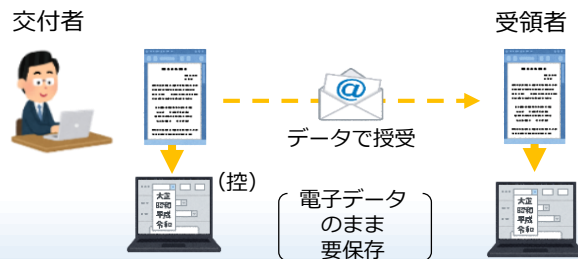 交付者
受領者
@
データで授受
(控)
大正
昭和
平成
令和
電子データ
のまま
要保存
大正
昭和
平成
令和